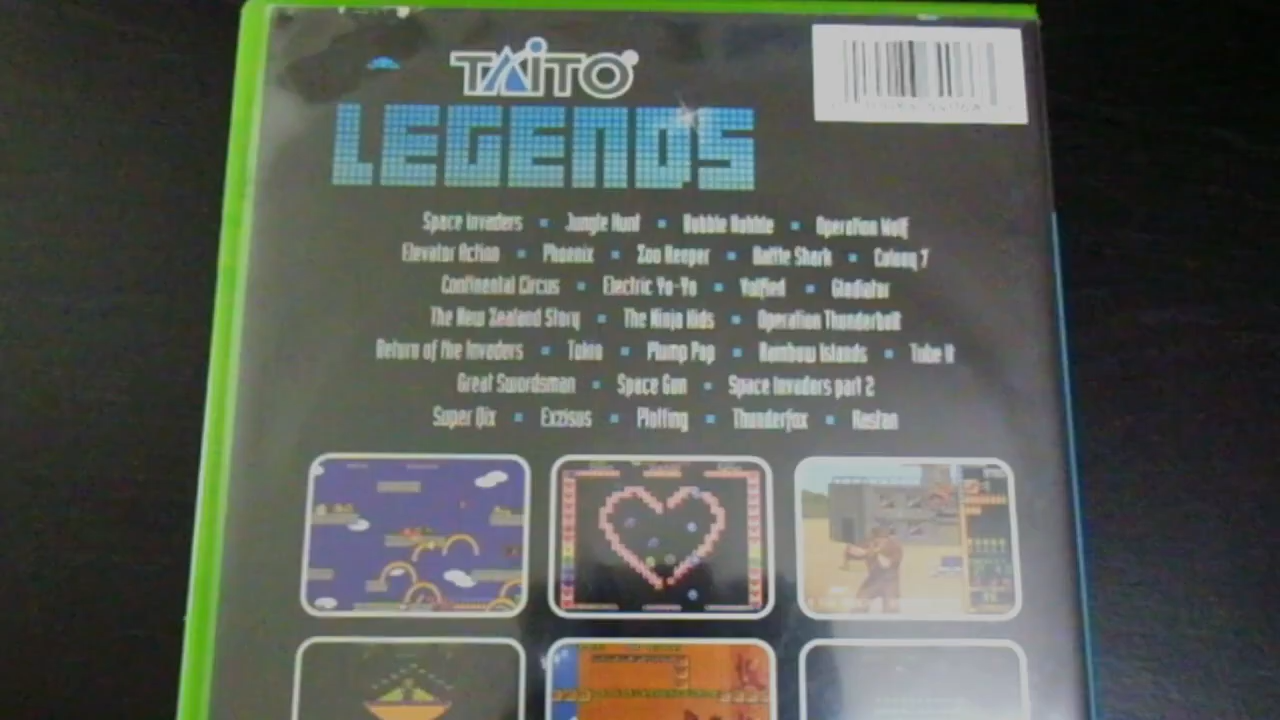 TAITO
LEGENDS
Space Invaders ▪ Jungle Hunt ▪ Bubble Bobble ▪ Operation Wolf
Elevator Action ▪ Phoenix ▪ Zoo Keeper ▪ Battle Shark ▪ Colony 7
Continental Circus ▪ Electric Yo-Yo ▪ Volfied ▪ Gladiator
The New Zealand Story ▪ The Ninja Kids ▪ Operation Thunderbolt
Return of the Invaders ▪ Tokio ▪ Plump Pop ▪ Rainbow Islands ▪ Tube It
Great Swordsman ▪ Space Gun ▪ Space Invaders part 2
Super Qix ▪ Exzisus ▪ Plotting ▪ Thunderfox ▪ Rastan